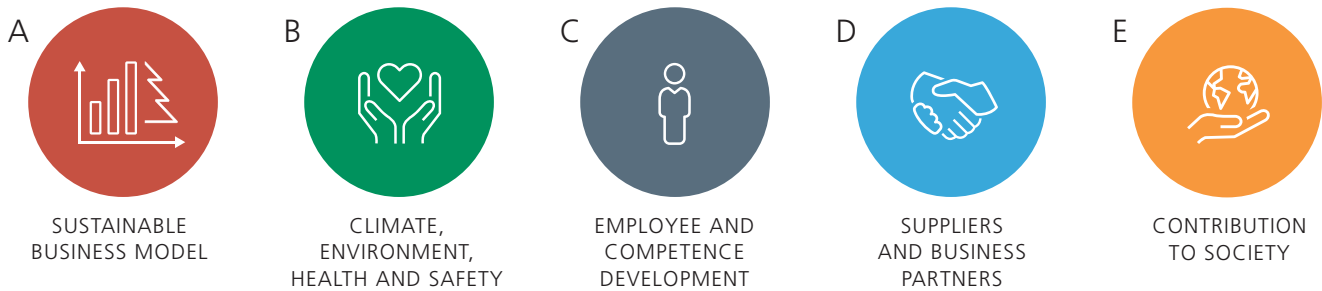 A
SUSTAINABLE
BUSINESS MODEL
B
CLIMATE,
ENVIRONMENT,
HEALTH AND SAFETY
C
EMPLOYEE AND
COMPETENCE
DEVELOPMENT
D
SUPPLIERS
AND BUSINESS
PARTNERS
E
CONTRIBUTION
TO SOCIETY